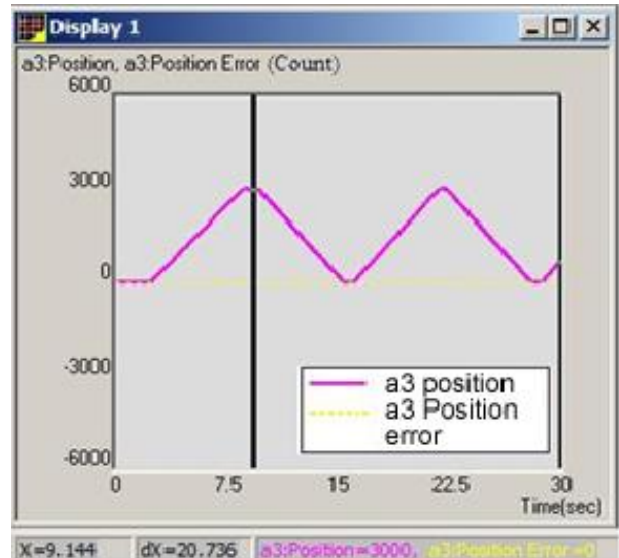 Display 1
a3:Position, a3:Position Error (Count)
6000
3000
0
-3000
-6000
a3 position
a3 Position
error
0 7.5 15 22.5 30
Time(sec)
X=9.144 dX=20.736 a3:Position=3000, a3:Position Error =0